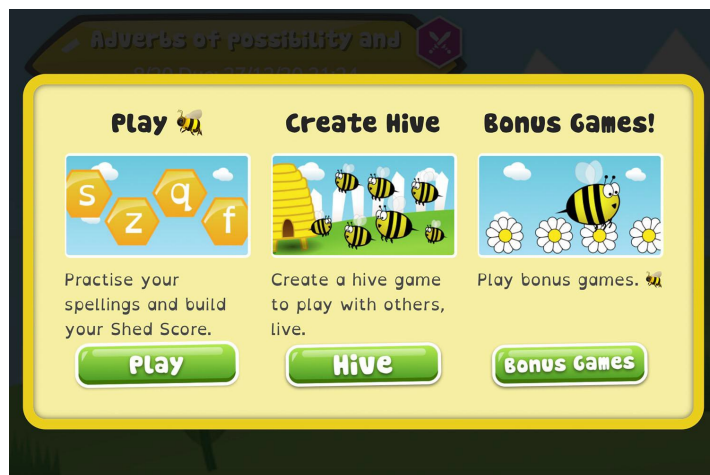 Adverbs of possibility and
Play
Create Hive
Bonus Games!
s
z
q
f
Practise your
spellings and build
your Shed Score.
Create a hive game
to play with others,
live.
Play bonus games.
Play
Hive
Bonus Games